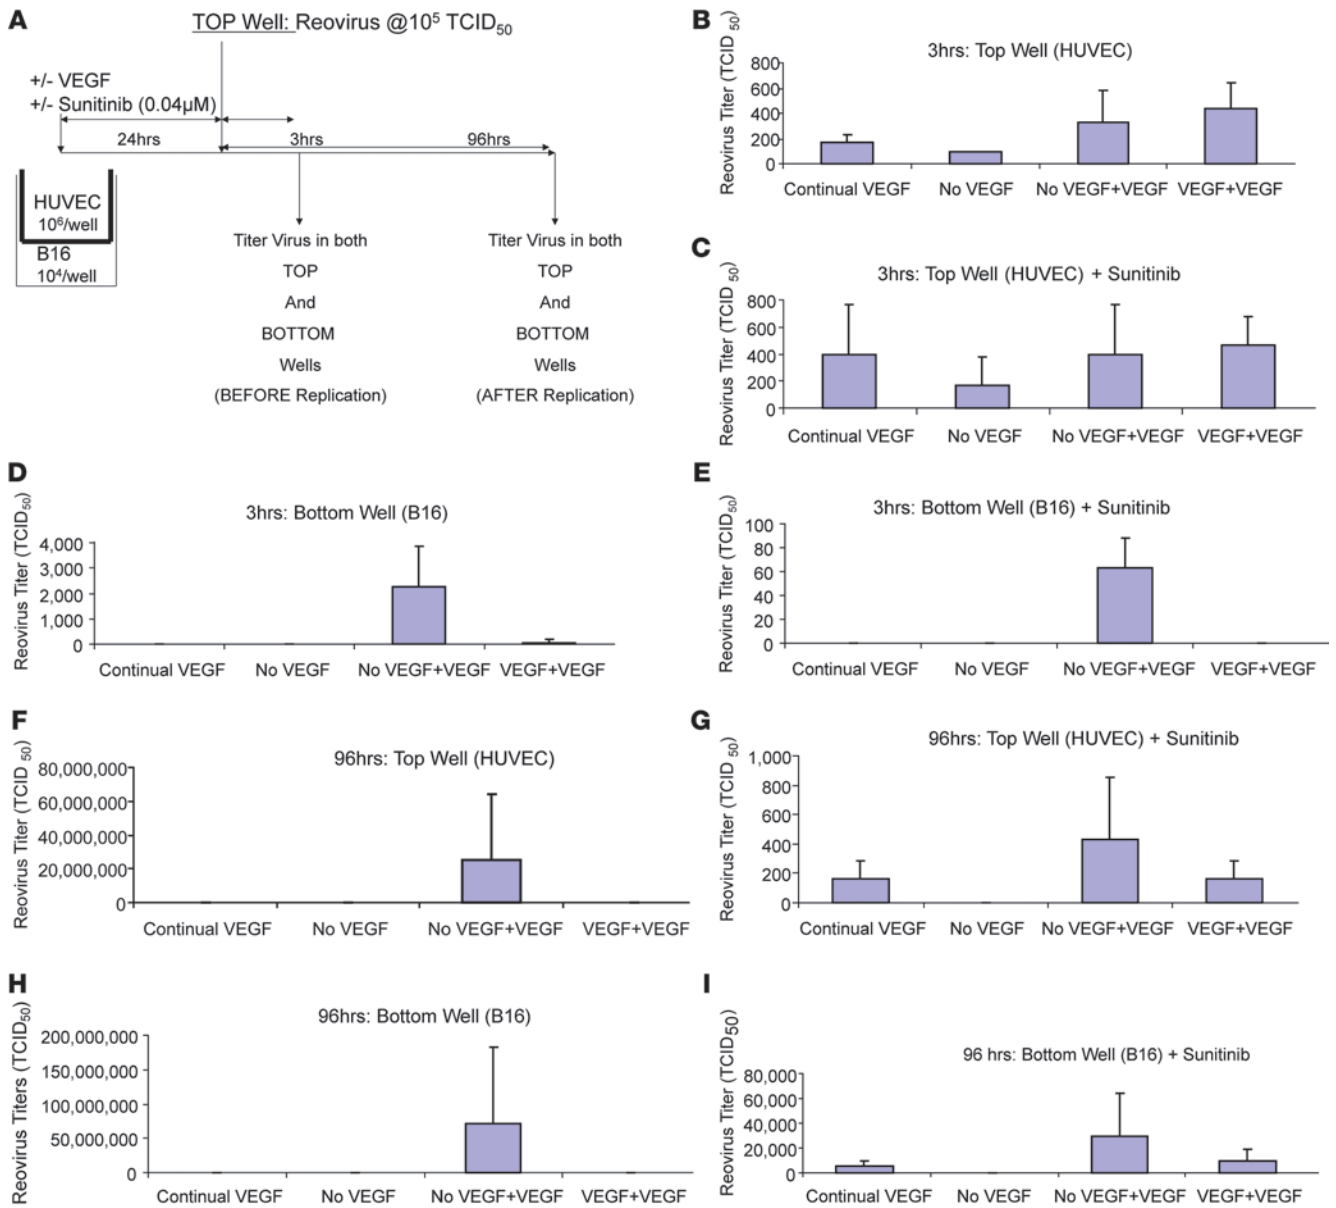 A
TOP Well: Reovirus @10⁵ TCID₅₀
+/- VEGF
+/- Sunitinib (0.04µM)
24hrs
3hrs
96hrs
HUVEC
10⁶/well
B16
10⁴/well
Titer Virus in both
TOP
And
BOTTOM
Wells
(BEFORE Replication)
Titer Virus in both
TOP
And
BOTTOM
Wells
(AFTER Replication)
B
3hrs: Top Well (HUVEC)
Reovirus Titer (TCID ₅₀)
800
600
400
200
0
Continual VEGF No VEGF No VEGF+VEGF VEGF+VEGF
C
3hrs: Top Well (HUVEC) + Sunitinib
Reovirus Titer (TCID ₅₀)
800
600
400
200
0
Continual VEGF No VEGF No VEGF+VEGF VEGF+VEGF
D
3hrs: Bottom Well (B16)
Reovirus Titer (TCID₅₀)
4,000
3,000
2,000
1,000
0
Continual VEGF No VEGF No VEGF+VEGF VEGF+VEGF
E
3hrs: Bottom Well (B16) + Sunitinib
Reovirus Titer (TCID₅₀)
100
80
60
40
20
0
Continual VEGF No VEGF No VEGF+VEGF VEGF+VEGF
F
96hrs: Top Well (HUVEC)
Reovirus Titer (TCID ₅₀)
80,000,000
60,000,000
40,000,000
20,000,000
0
Continual VEGF No VEGF No VEGF+VEGF VEGF+VEGF
G
96hrs: Top Well (HUVEC) + Sunitinib
Reovirus Titer (TCID ₅₀)
1,000
800
600
400
200
0
Continual VEGF No VEGF No VEGF+VEGF VEGF+VEGF
H
96hrs: Bottom Well (B16)
Reovirus Titers (TCID₅₀)
200,000,000
150,000,000
100,000,000
50,000,000
0
Continual VEGF No VEGF No VEGF+VEGF VEGF+VEGF
I
96 hrs: Bottom Well (B16) + Sunitinib
Reovirus Titer (TCID₅₀)
80,000
60,000
40,000
20,000
0
Continual VEGF No VEGF No VEGF+VEGF VEGF+VEGF